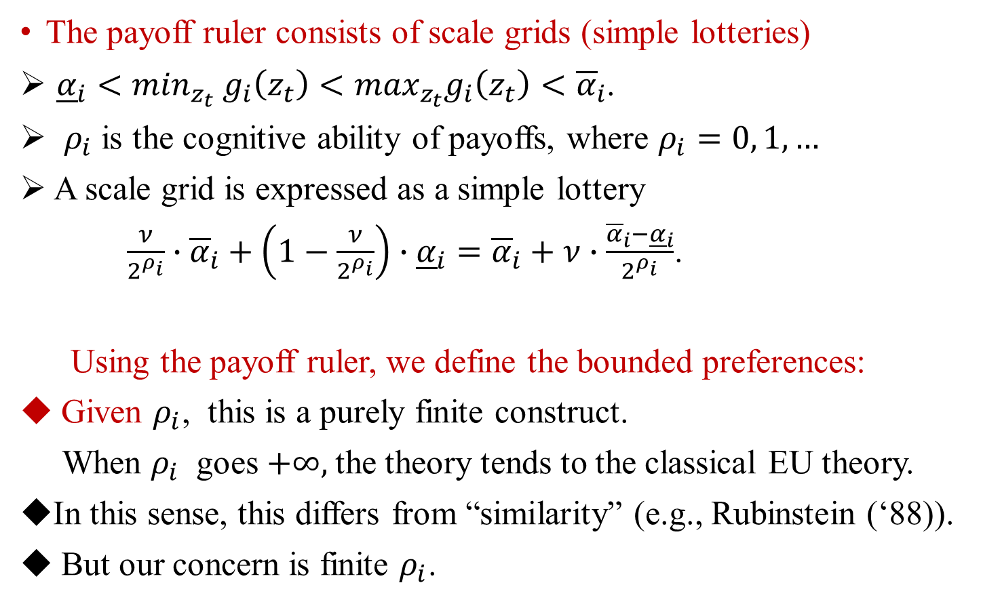 • The payoff ruler consists of scale grids (simple lotteries)
➢ $\underline{\alpha}_i < min_{z_t} g_i(z_t) < max_{z_t} g_i(z_t) < \overline{\alpha}_i.$
➢ $\rho_i$ is the cognitive ability of payoffs, where $\rho_i = 0, 1, …$
➢ A scale grid is expressed as a simple lottery
$\frac{\nu}{2^{\rho_i}} \cdot \overline{\alpha}_i + \left(1 - \frac{\nu}{2^{\rho_i}}\right) \cdot \underline{\alpha}_i = \overline{\alpha}_i + \nu \cdot \frac{\overline{\alpha}_i - \underline{\alpha}_i}{2^{\rho_i}}.$
Using the payoff ruler, we define the bounded preferences:
◆ Given $\rho_i$, this is a purely finite construct.
When $\rho_i$ goes $+\infty$, the theory tends to the classical EU theory.
◆In this sense, this differs from “similarity” (e.g., Rubinstein (‘88)).
◆ But our concern is finite $\rho_i$.